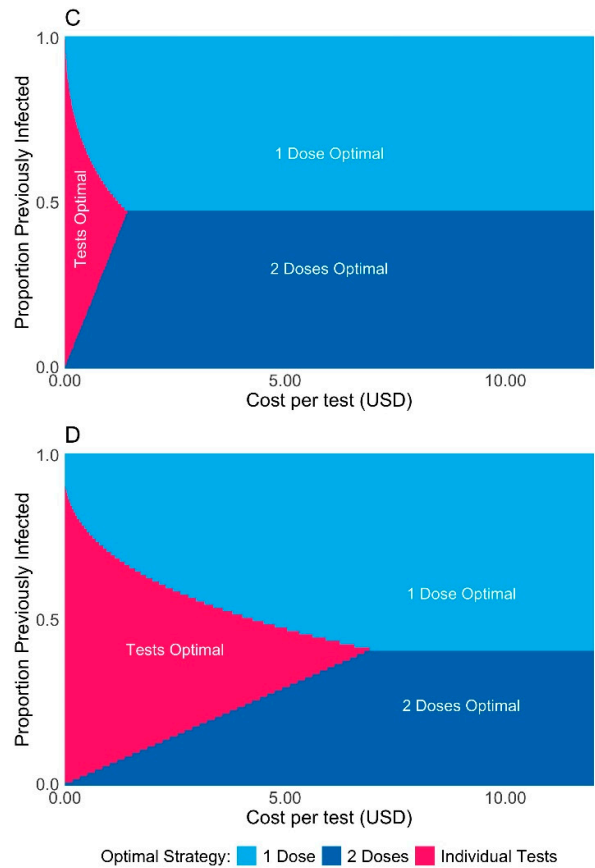 C
Proportion Previously Infected
1.0
0.5
0.0
Tests Optimal
1 Dose Optimal
2 Doses Optimal
0.00 5.00 10.00
Cost per test (USD)
D
Proportion Previously Infected
1.0
0.5
0.0
1 Dose Optimal
Tests Optimal
2 Doses Optimal
0.00 5.00 10.00
Cost per test (USD)
Optimal Strategy: 1 Dose 2 Doses Individual Tests